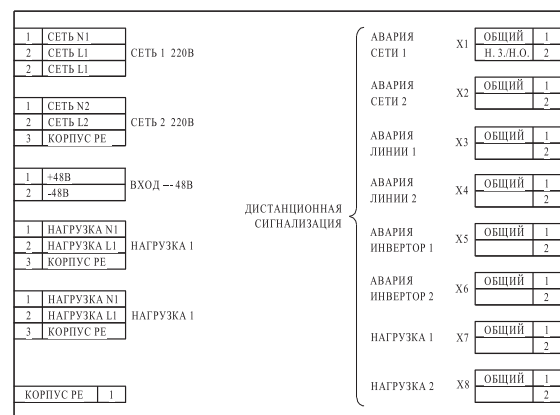 1 СЕТЬ N1
2 СЕТЬ L1
2 СЕТЬ L1
СЕТЬ 1 220В
1 СЕТЬ N2
2 СЕТЬ L2
3 КОРПУС РЕ
СЕТЬ 2 220В
1 +48В
2 -48В
ВХОД --- 48В
1 НАГРУЗКА N1
2 НАГРУЗКА L1
3 КОРПУС РЕ
НАГРУЗКА 1
1 НАГРУЗКА N1
2 НАГРУЗКА L1
3 КОРПУС РЕ
НАГРУЗКА 1
КОРПУС РЕ 1
ДИСТАНЦИОННАЯ
СИГНАЛИЗАЦИЯ
АВАРИЯ
СЕТИ 1
X1
ОБЩИЙ 1
Н. З./Н.О. 2
АВАРИЯ
СЕТИ 2
X2
ОБЩИЙ 1
2
АВАРИЯ
ЛИНИИ 1
X3
ОБЩИЙ 1
2
АВАРИЯ
ЛИНИИ 2
X4
ОБЩИЙ 1
2
АВАРИЯ
ИНВЕРТОР 1
X5
ОБЩИЙ 1
2
АВАРИЯ
ИНВЕРТОР 2
X6
ОБЩИЙ 1
2
НАГРУЗКА 1
X7
ОБЩИЙ 1
2
НАГРУЗКА 2
X8
ОБЩИЙ 1
2